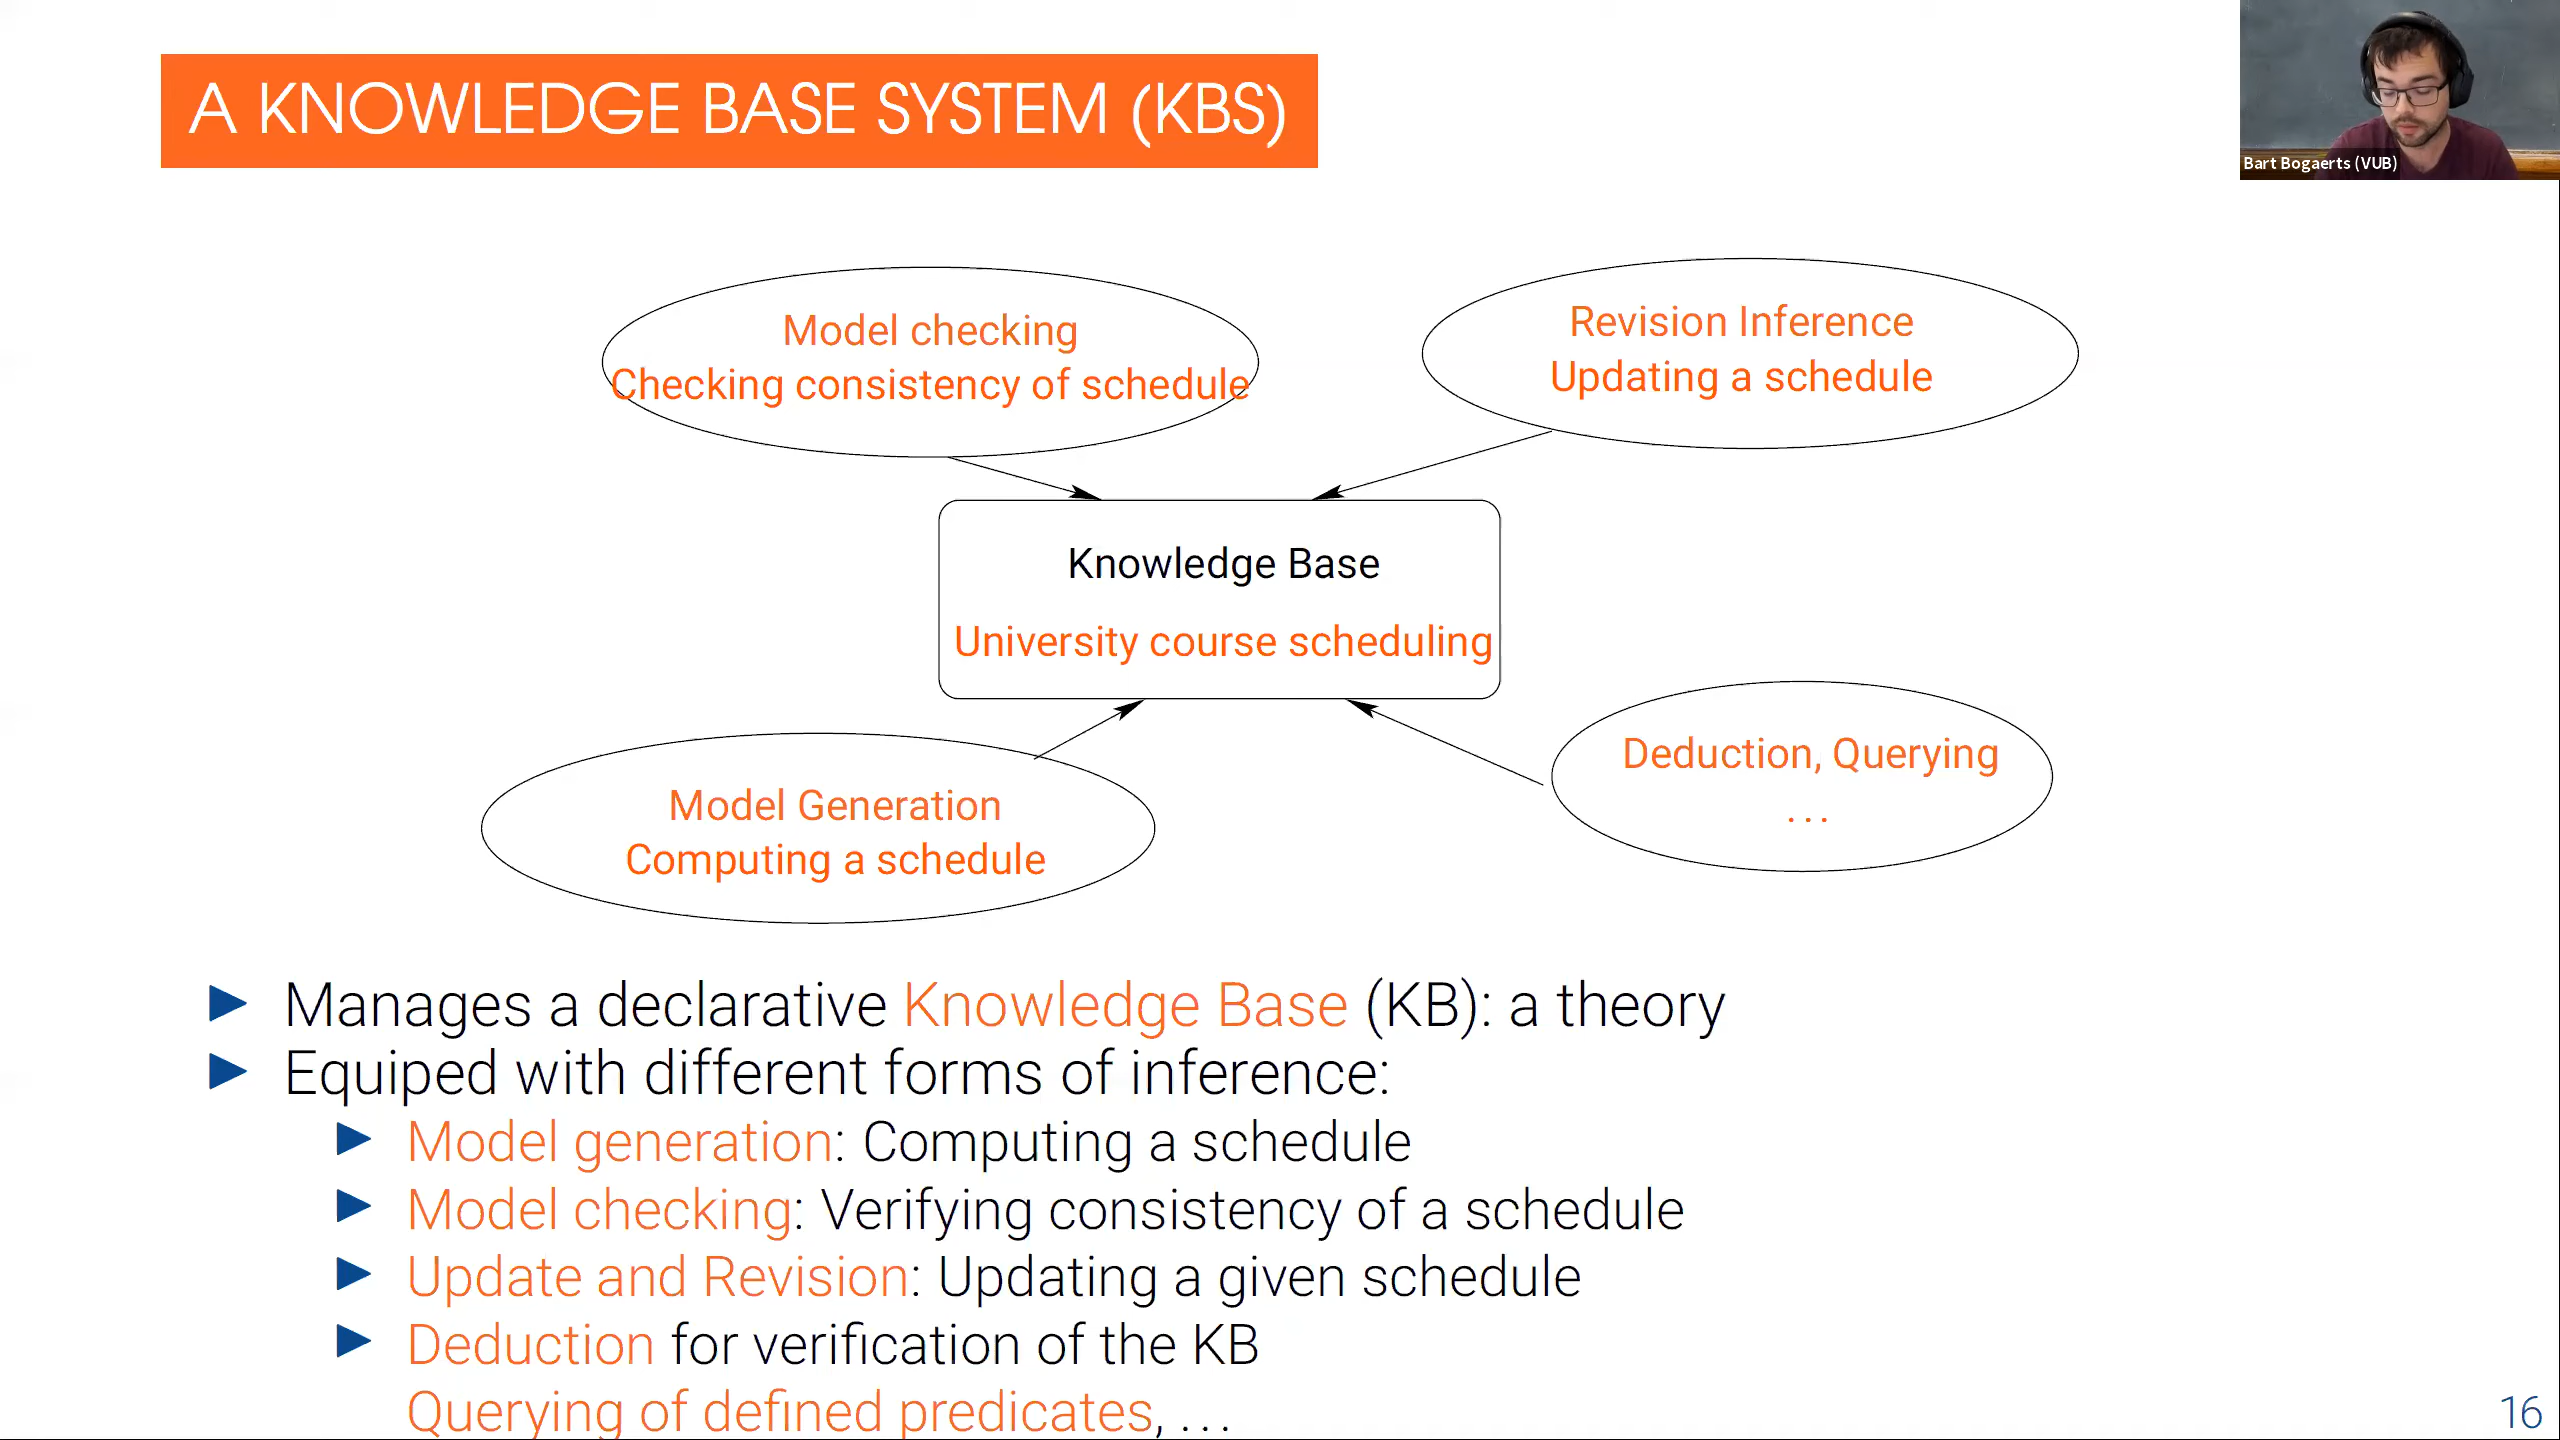 A KNOWLEDGE BASE SYSTEM (KBS)
Bart Bogaerts (VUB)
Model checking
Checking consistency of schedule
Revision Inference
Updating a schedule
Knowledge Base
University course scheduling
Model Generation
Computing a schedule
Deduction, Querying
...
Manages a declarative Knowledge Base (KB): a theory
Equiped with different forms of inference:
Model generation: Computing a schedule
Model checking: Verifying consistency of a schedule
Update and Revision: Updating a given schedule
Deduction for verification of the KB
Querying of defined predicates, ...
16